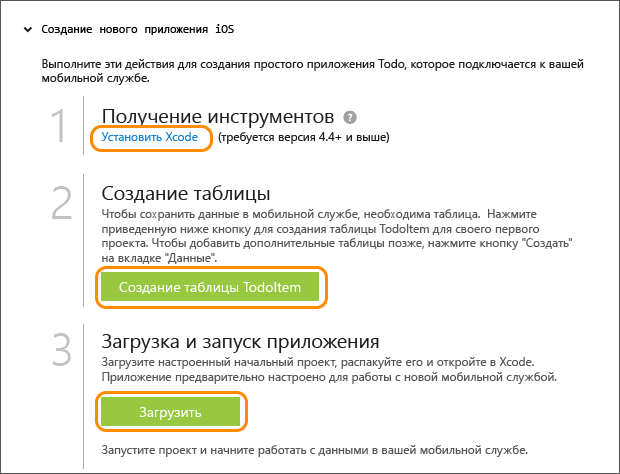 Создание нового приложения iOS
Выполните эти действия для создания простого приложения Todo, которое подключается к вашей
мобильной службе.
1 Получение инструментов ?
Установить Xcode (требуется версия 4.4+ и выше)
2 Создание таблицы
Чтобы сохранить данные в мобильной службе, необходима таблица. Нажмите
приведенную ниже кнопку для создания таблицы TodoItem для своего первого
проекта. Чтобы добавить дополнительные таблицы позже, нажмите кнопку "Создать"
на вкладке "Данные".
Создание таблицы TodoItem
3 Загрузка и запуск приложения
Загрузите настроенный начальный проект, распакуйте его и откройте в Xcode.
Приложение предварительно настроено для работы с новой мобильной службой.
Загрузить
Запустите проект и начните работать с данными в вашей мобильной службе.